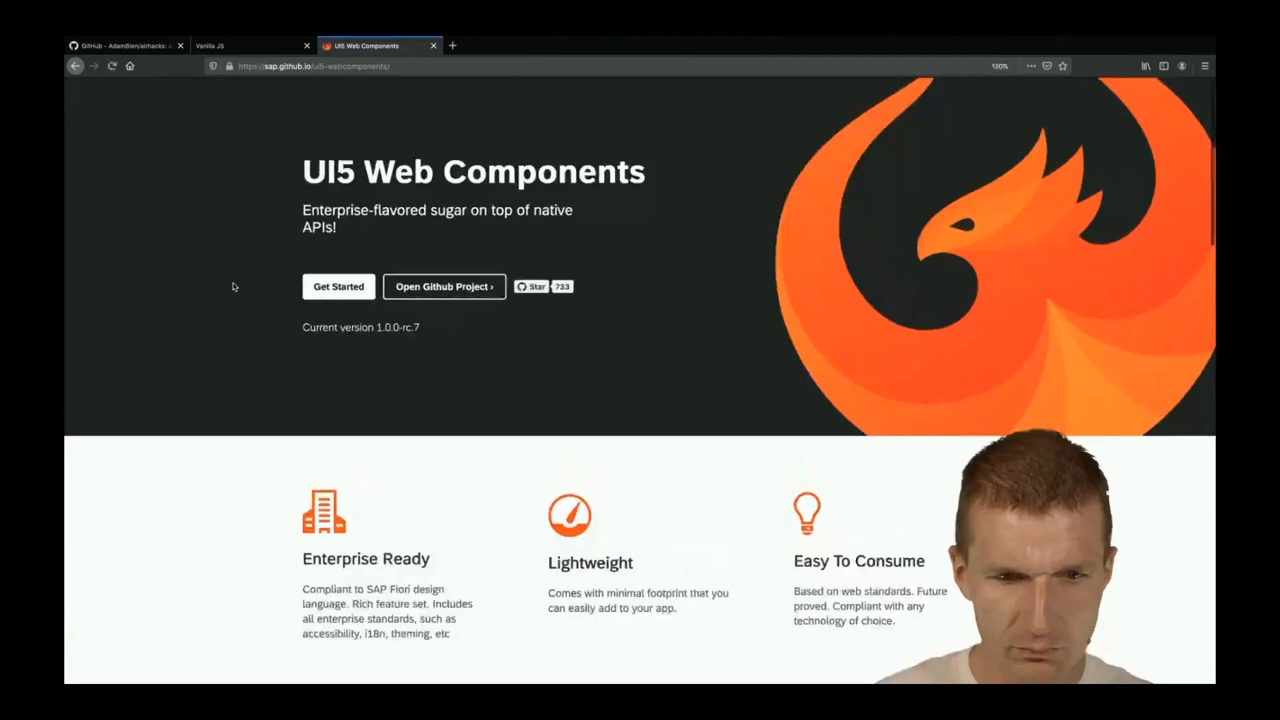 GitHub - AdamBien/airhacks: a
Vanilla JS
UI5 Web Components
https://sap.github.io/ui5-webcomponents/
130%
UI5 Web Components
Enterprise-flavored sugar on top of native
APIs!
Get Started
Open Github Project ›
Star
733
Current version 1.0.0-rc.7
Enterprise Ready
Compliant to SAP Fiori design
language. Rich feature set. Includes
all enterprise standards, such as
accessibility, i18n, theming, etc
Lightweight
Comes with minimal footprint that you
can easily add to your app.
Easy To Consume
Based on web standards. Future
proved. Compliant with any
technology of choice.